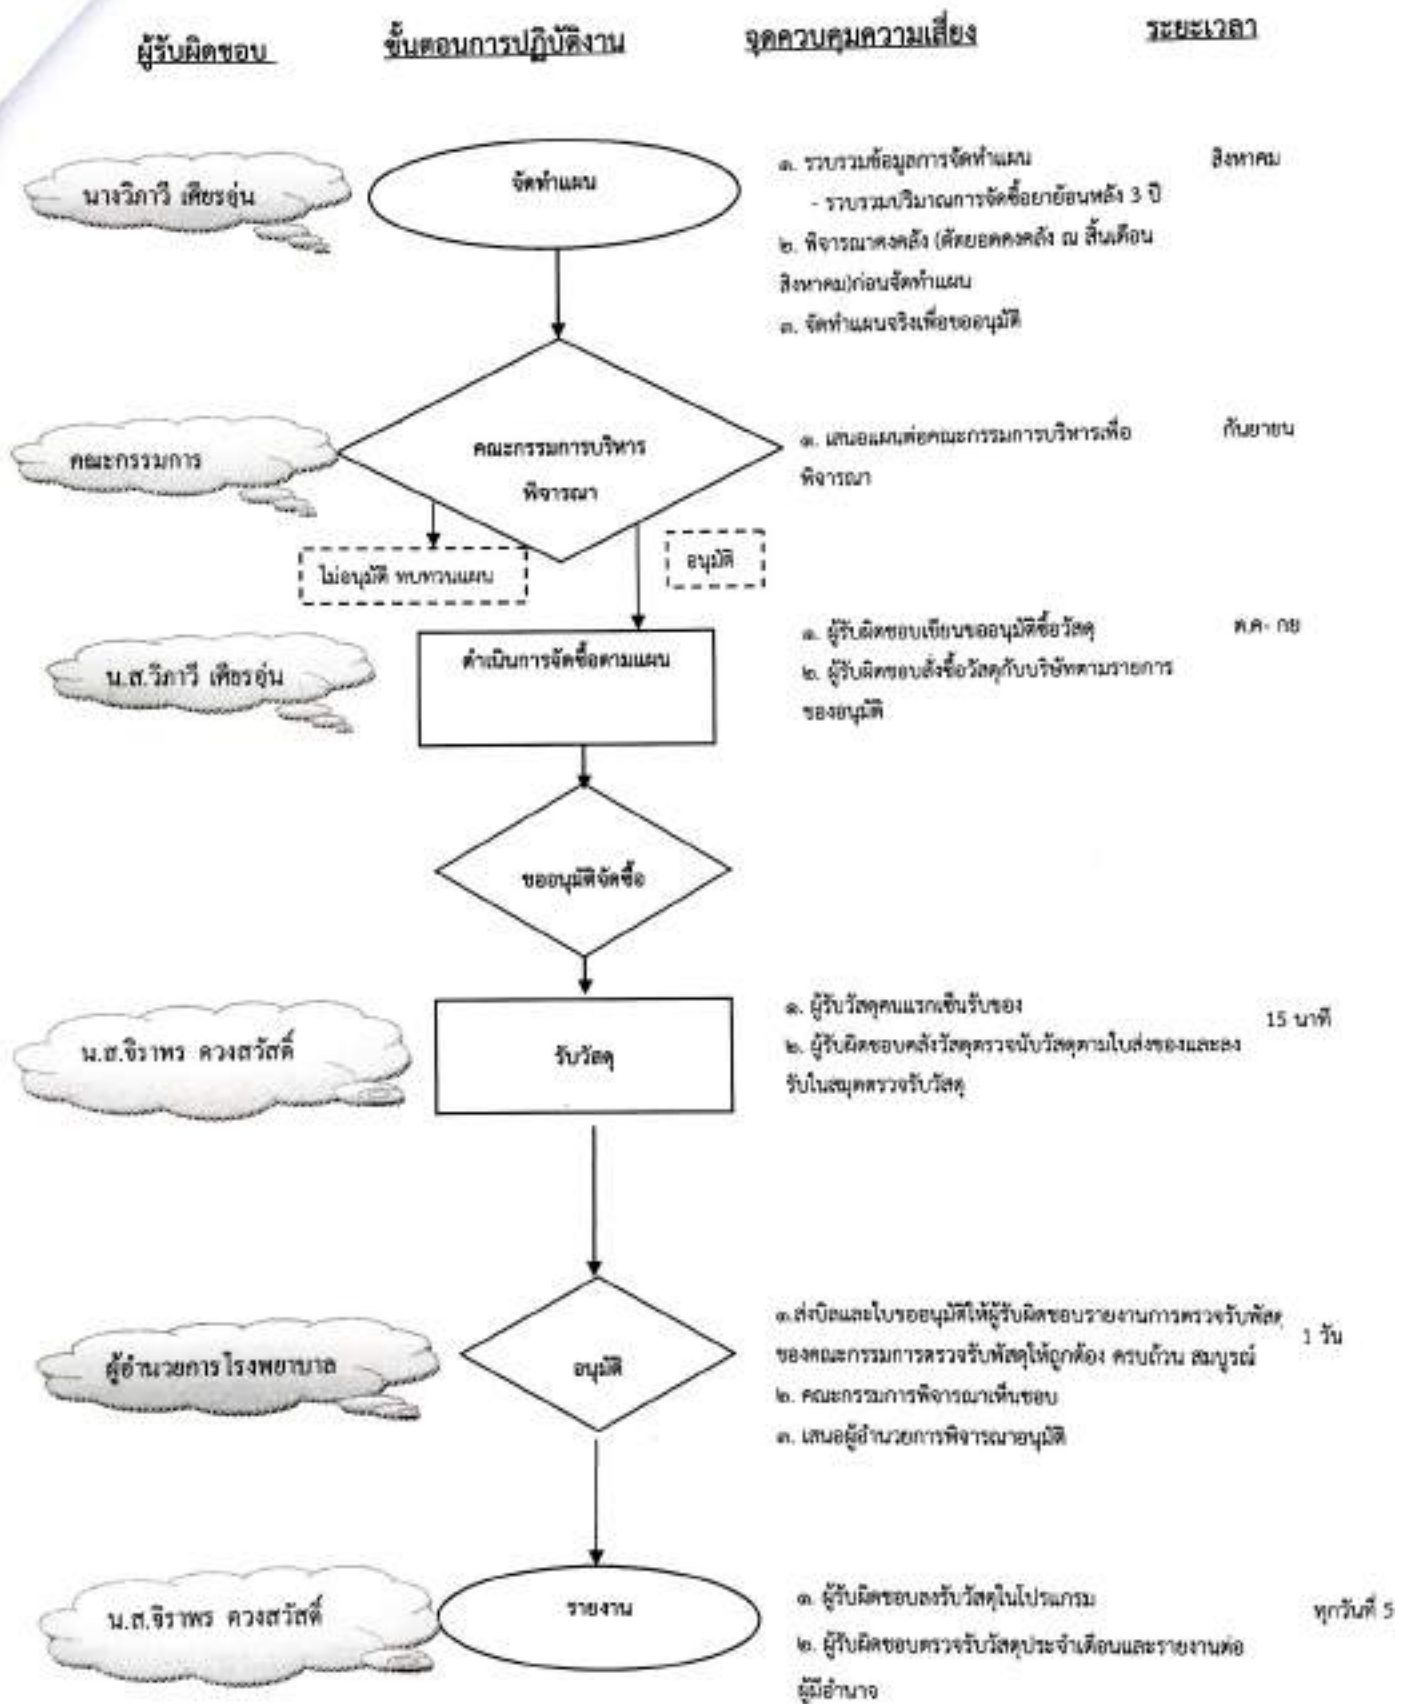 ผู้รับผิดชอบ
ขั้นตอนการปฏิบัติงาน
จุดควบคุมความเสี่ยง
ระยะเวลา
นางวิภาวี เศียรอุ่น
จัดทำแผน
๑. รวบรวมข้อมูลการจัดทำแผน
- รวบรวมปริมาณการจัดซื้อยาย้อนหลัง 3 ปี
๒. พิจารณาคงคลัง (ตัดยอดคงคลัง ณ สิ้นเดือน
สิงหาคม)ก่อนจัดทำแผน
๓. จัดทำแผนจริงเพื่อขออนุมัติ
สิงหาคม
คณะกรรมการ
คณะกรรมการบริหาร
พิจารณา
๑. เสนอแผนต่อคณะกรรมการบริหารเพื่อ
พิจารณา
กันยายน
ไม่อนุมัติ ทบทวนแผน
อนุมัติ
น.ส.วิภาวี เศียรอุ่น
ดำเนินการจัดซื้อตามแผน
๑. ผู้รับผิดชอบเขียนขออนุมัติซื้อวัสดุ
๒. ผู้รับผิดชอบสั่งซื้อวัสดุกับบริษัทตามรายการ
ของอนุมัติ
ต.ค- กย
ขออนุมัติจัดซื้อ
น.ส.จิราพร ดวงสวัสดิ์
รับวัสดุ
๑. ผู้รับวัสดุคนแรกเซ็นรับของ
๒. ผู้รับผิดชอบคลังวัสดุตรวจนับวัสดุตามใบส่งของและลง
รับในสมุดตรวจรับวัสดุ
15 นาที
ผู้อำนวยการโรงพยาบาล
อนุมัติ
๑.ส่งบิลและใบขออนุมัติให้ผู้รับผิดชอบรายงานการตรวจรับพัสดุ
ของคณะกรรมการตรวจรับพัสดุให้ถูกต้อง ครบถ้วน สมบูรณ์
๒. คณะกรรมการพิจารณาเห็นชอบ
๓. เสนอผู้อำนวยการพิจารณาอนุมัติ
1 วัน
น.ส.จิราพร ดวงสวัสดิ์
รายงาน
๑. ผู้รับผิดชอบลงรับวัสดุในโปรแกรม
๒. ผู้รับผิดชอบตรวจรับวัสดุประจำเดือนและรายงานต่อ
ผู้มีอำนาจ
ทุกวันที่ 5